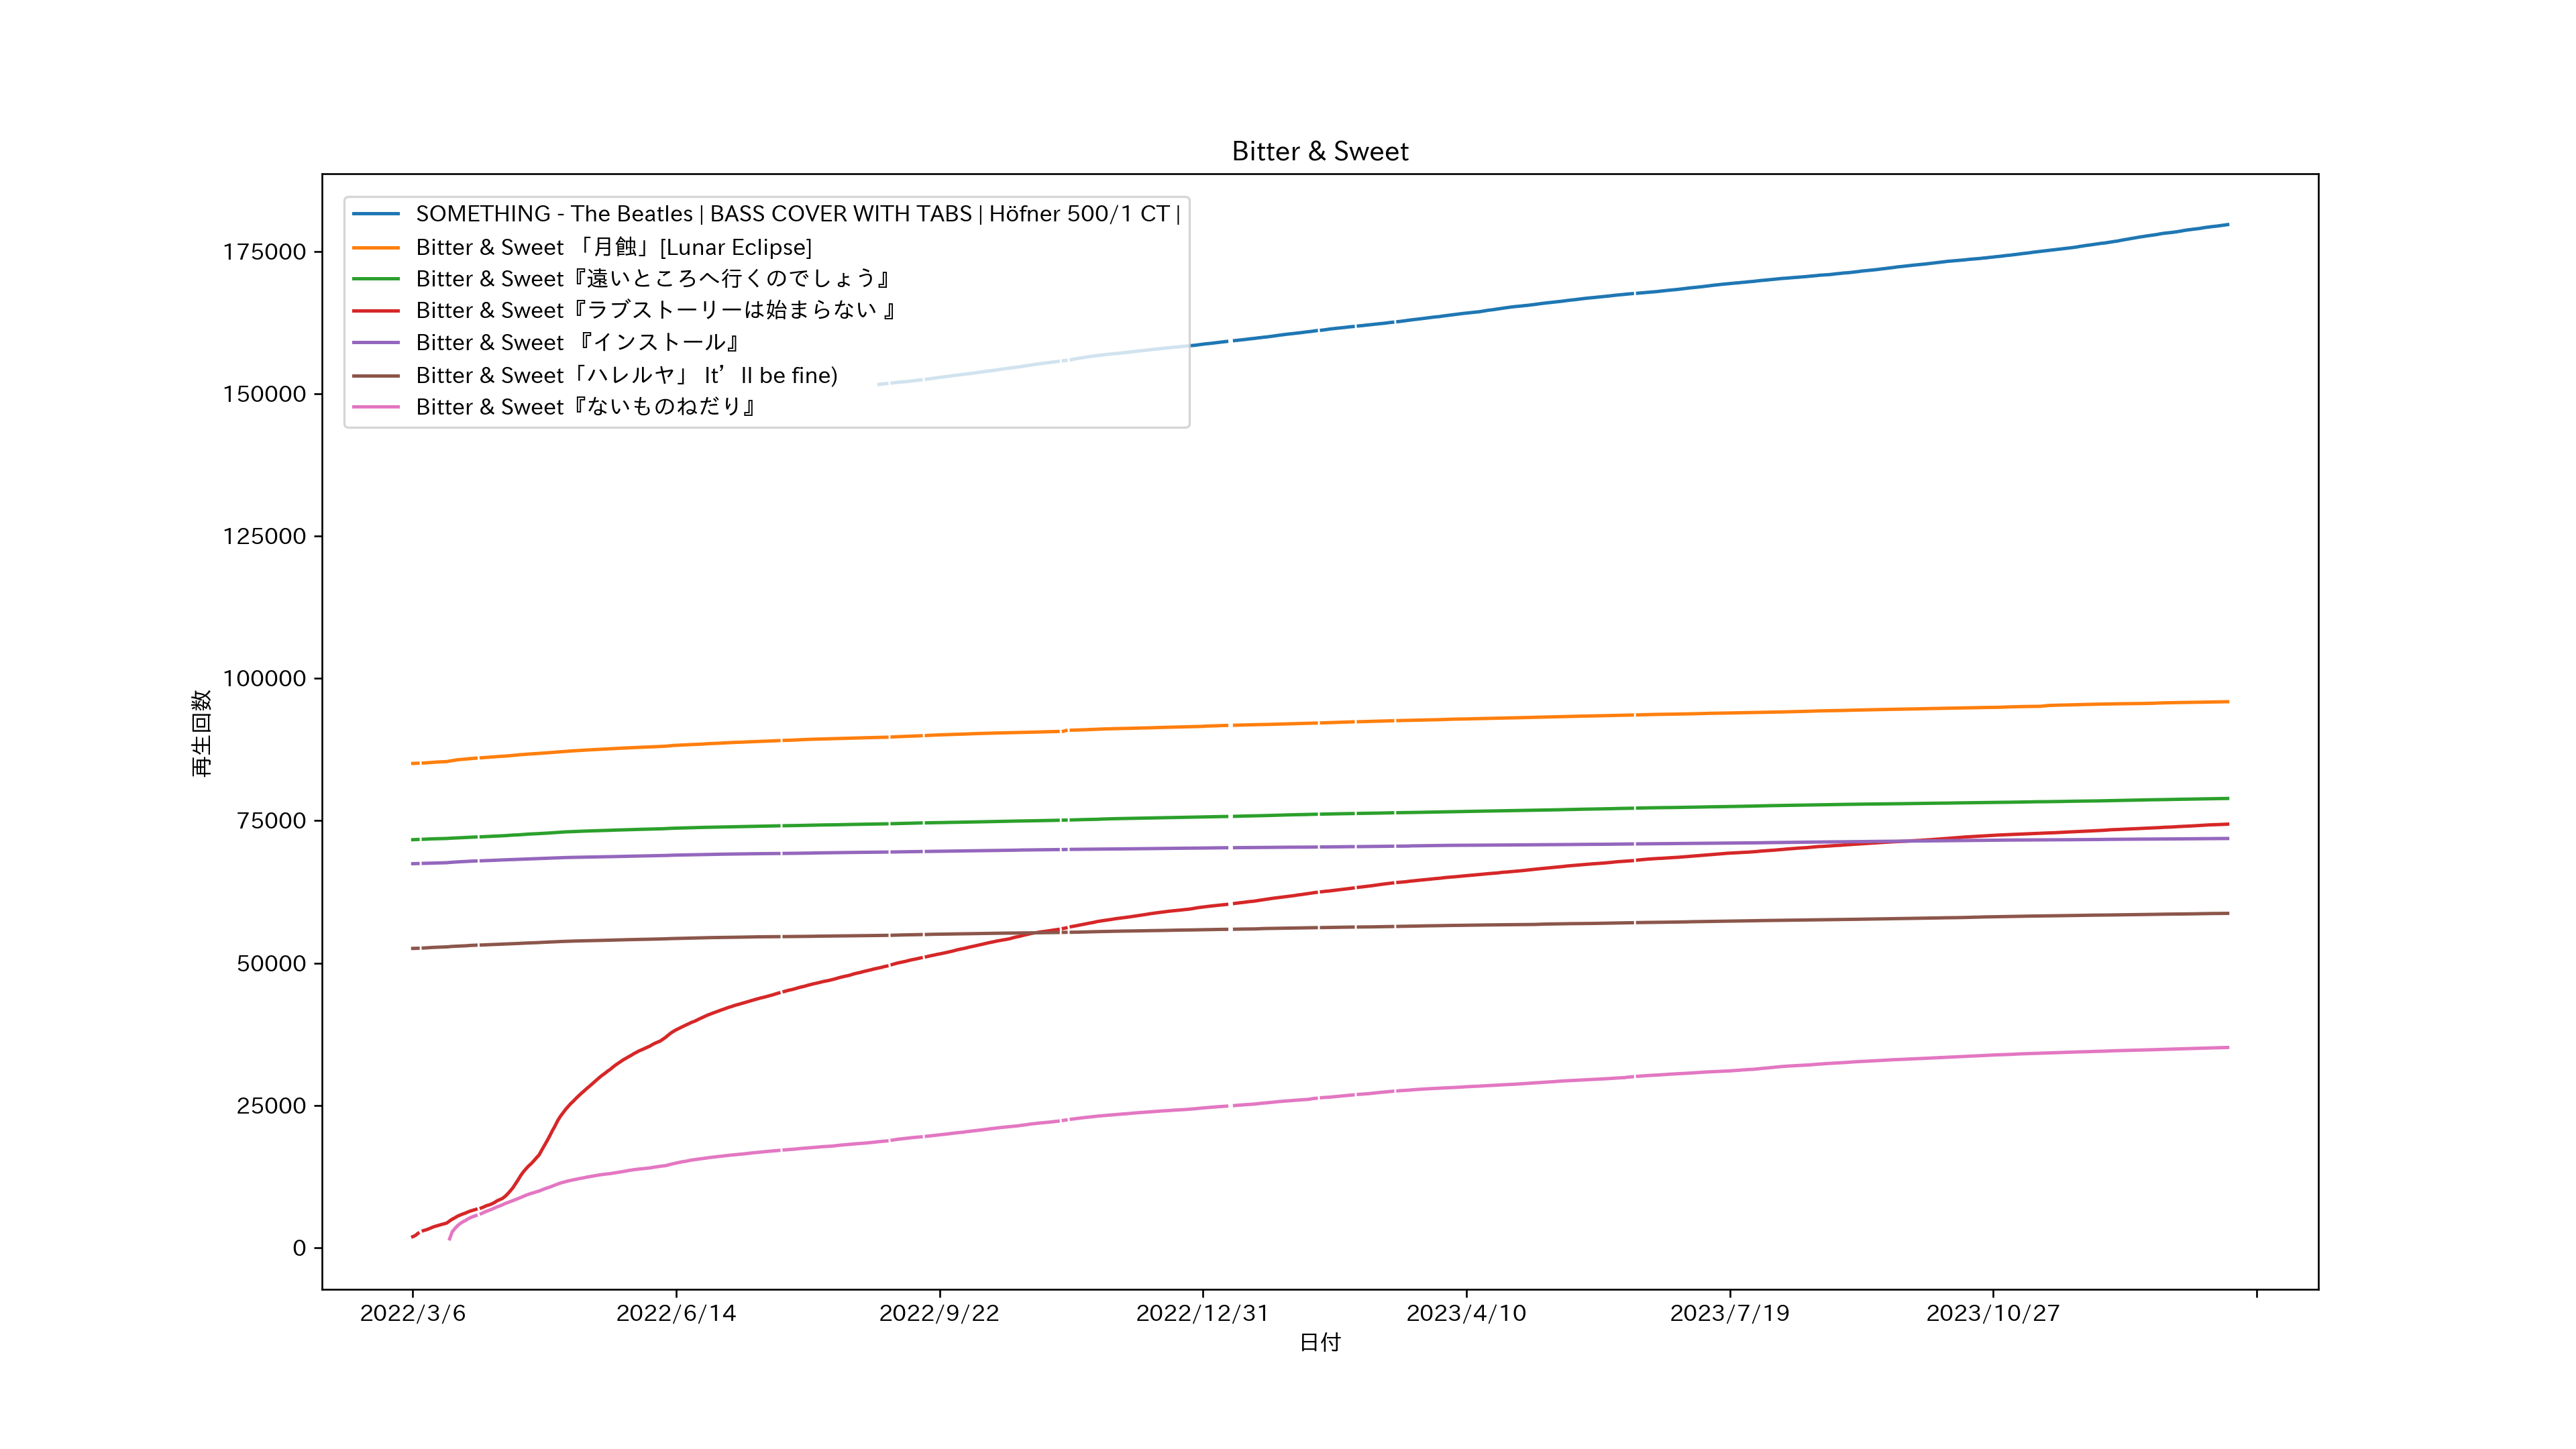 Bitter & Sweet
SOMETHING - The Beatles | BASS COVER WITH TABS | Höfner 500/1 CT |
Bitter & Sweet 「月蝕」[Lunar Eclipse]
Bitter & Sweet『遠いところへ行くのでしょう』
Bitter & Sweet『ラブストーリーは始まらない 』
Bitter & Sweet 『インストール』
Bitter & Sweet「ハレルヤ」 It’ll be fine)
Bitter & Sweet『ないものねだり』
175000
150000
125000
100000
75000
50000
25000
0
再生回数
2022/3/6
2022/6/14
2022/9/22
2022/12/31
2023/4/10
2023/7/19
2023/10/27
日付